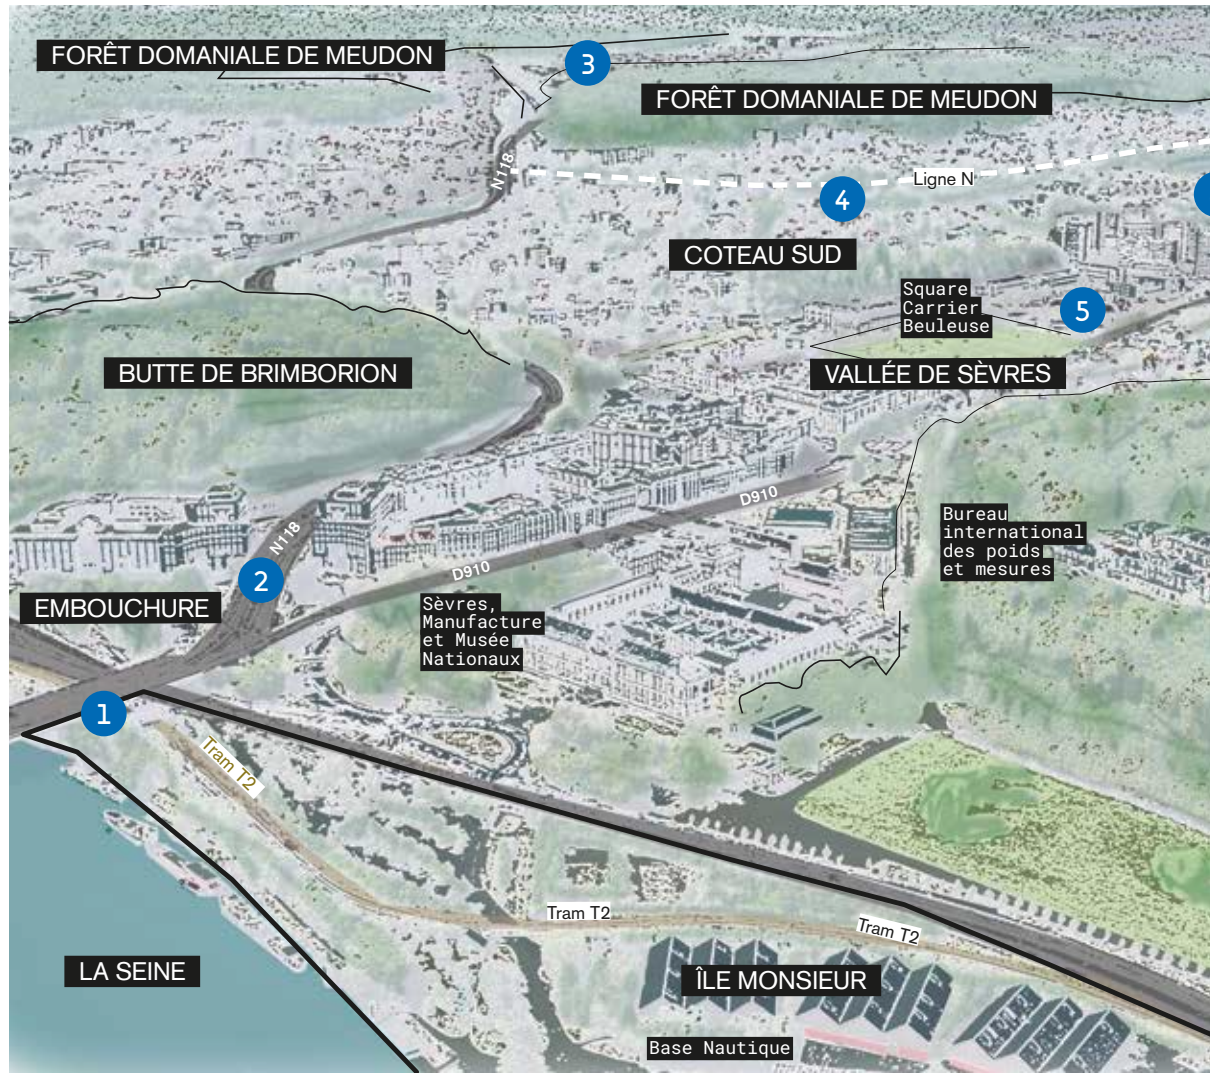 FORÊT DOMANIALE DE MEUDON
3
FORÊT DOMANIALE DE MEUDON
N118
Ligne N
4
COTEAU SUD
Square
Carrier
Beuleuse
5
BUTTE DE BRIMBORION
VALLÉE DE SÈVRES
D910
N118
Bureau
international
des poids
et mesures
2
D910
EMBOUCHURE
Sèvres,
Manufacture
et Musée
Nationaux
1
Tram T2
Tram T2
Tram T2
LA SEINE
ÎLE MONSIEUR
Base Nautique